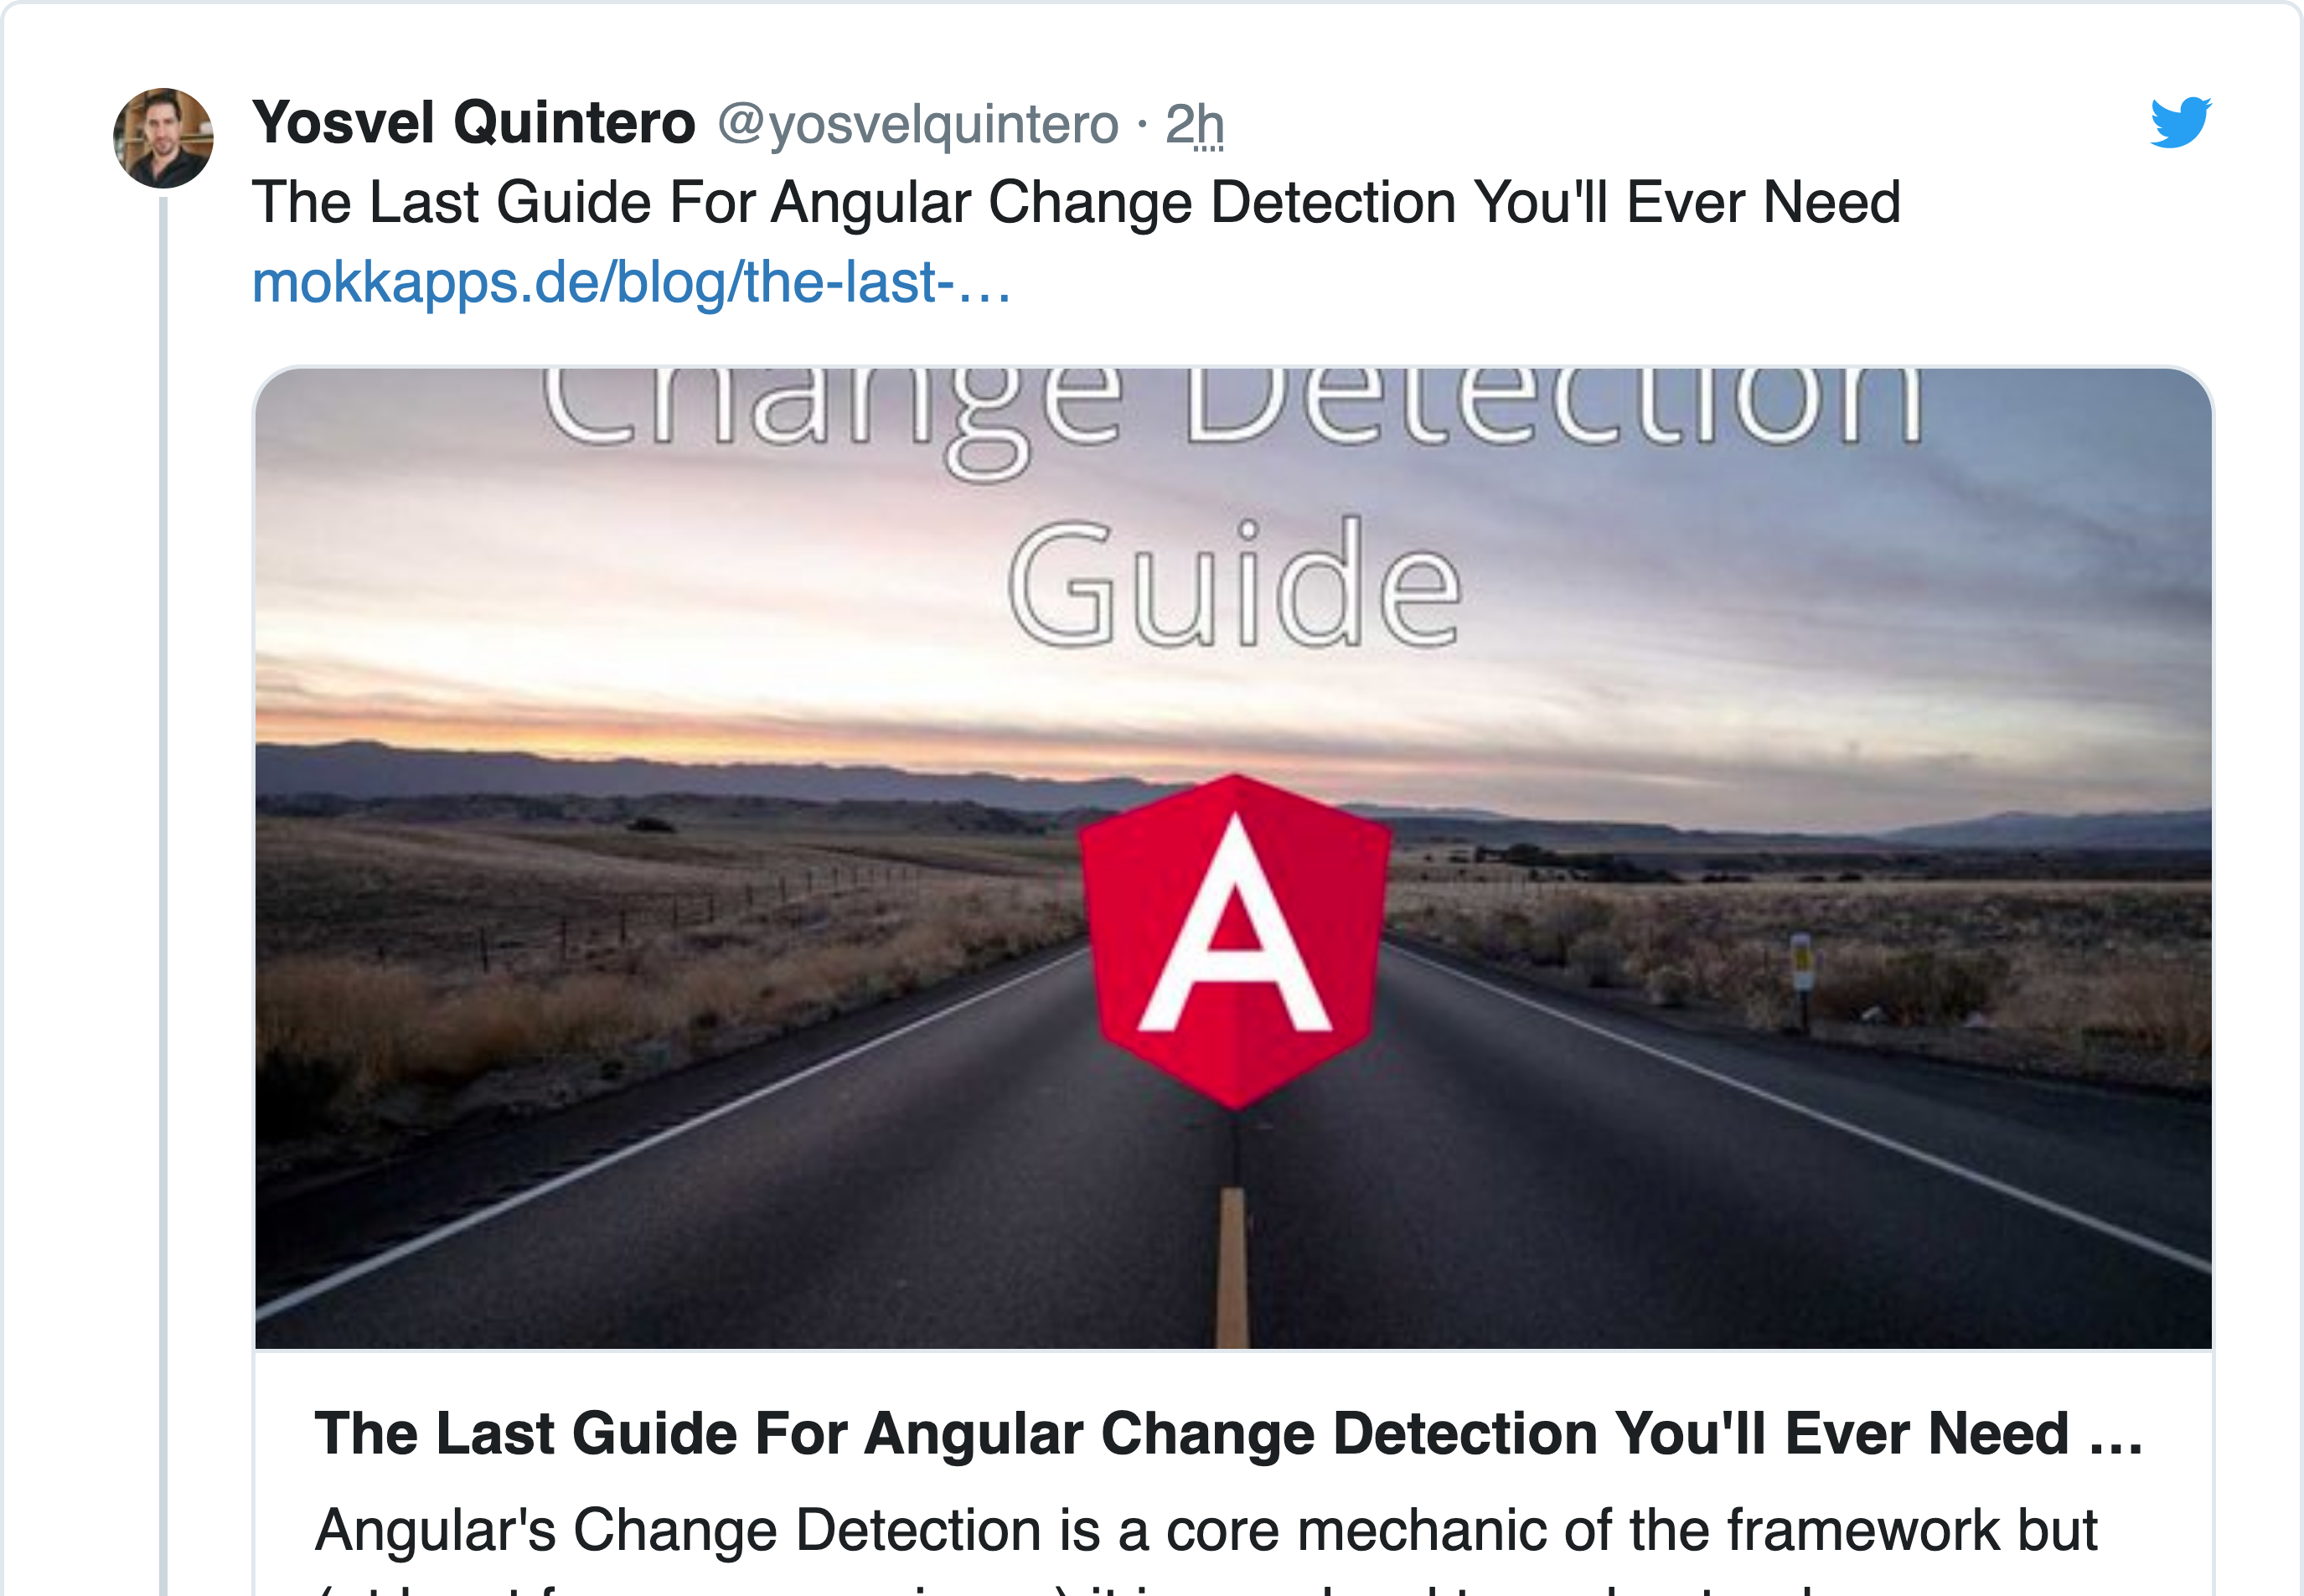 Yosvel Quintero @yosvelquintero · 2h
The Last Guide For Angular Change Detection You'll Ever Need
mokkapps.de/blog/the-last-…
Change Detection
Guide
A
The Last Guide For Angular Change Detection You'll Ever Need ...
Angular's Change Detection is a core mechanic of the framework but